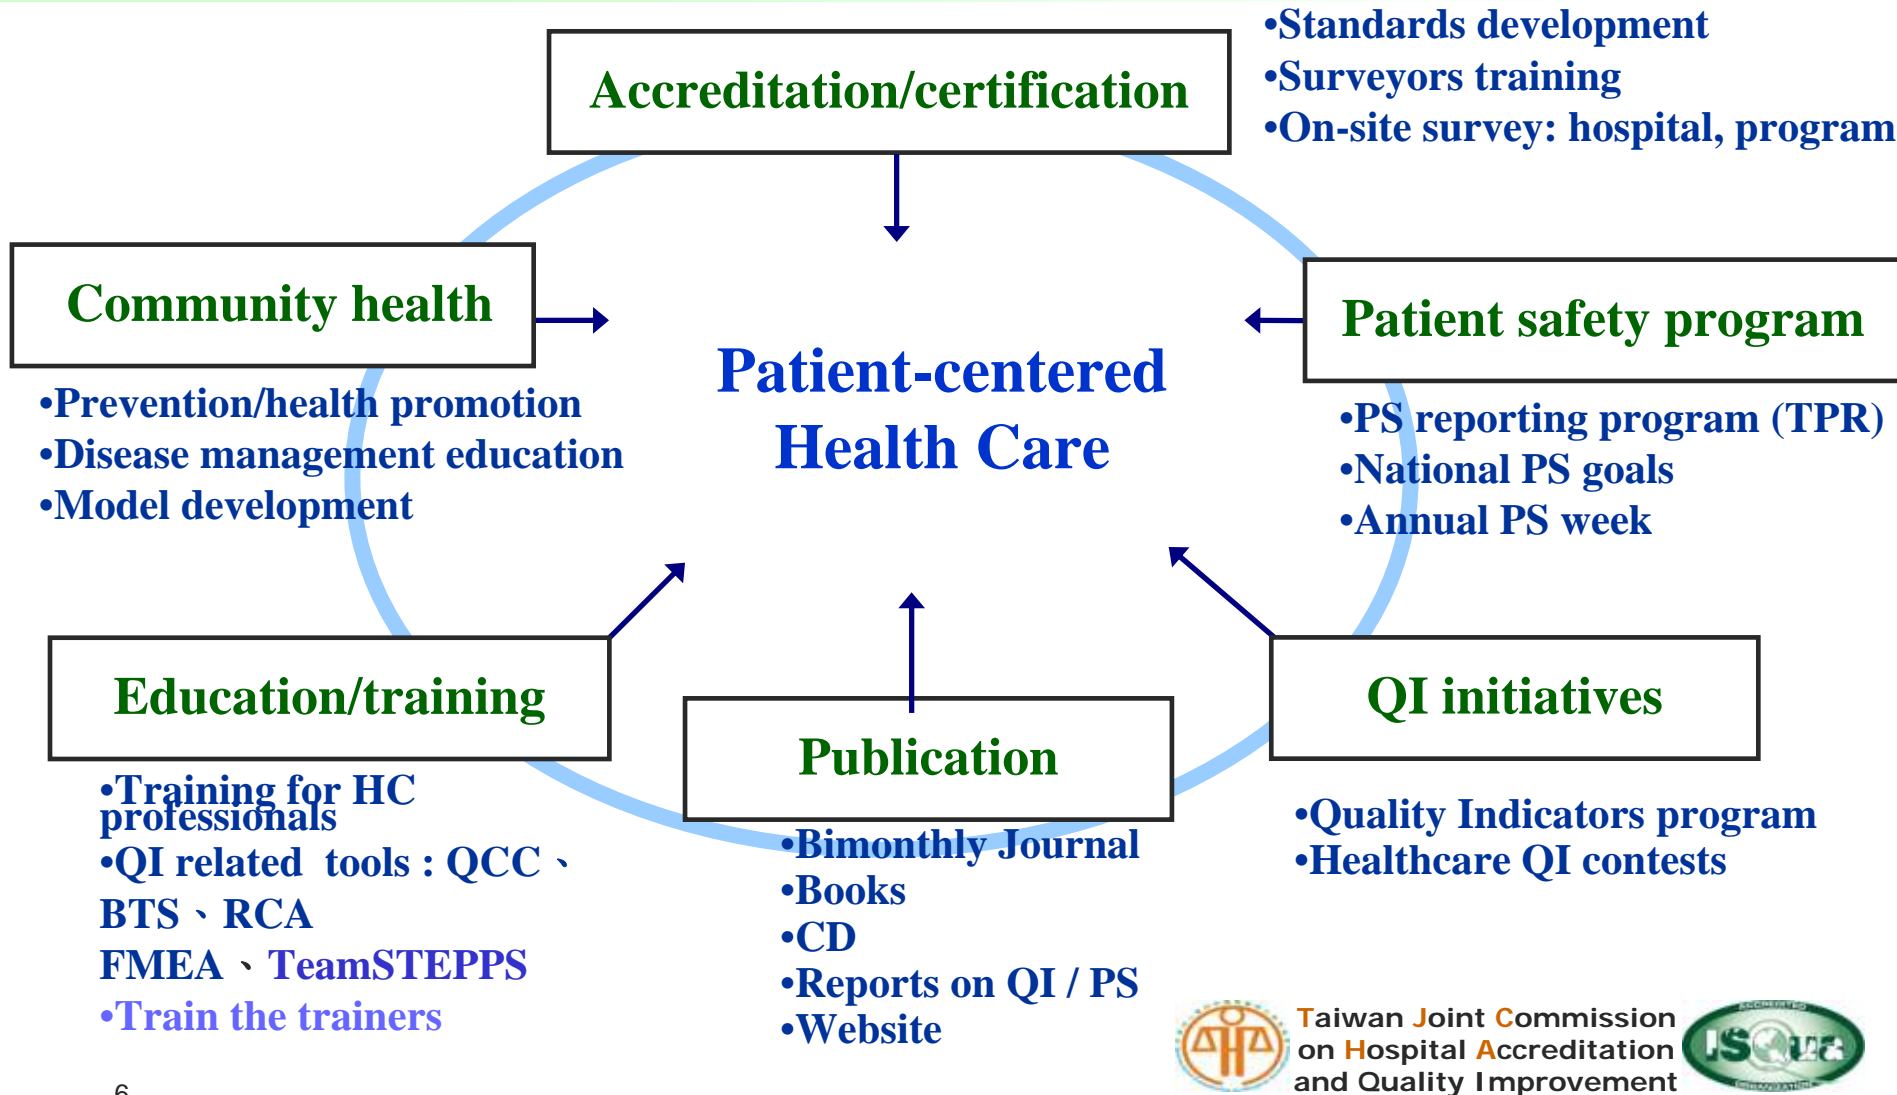 Accreditation/certification
•Standards development
•Surveyors training
•On-site survey: hospital, program
Community health
•Prevention/health promotion
•Disease management education
•Model development
Patient-centered
Health Care
Patient safety program
•PS reporting program (TPR)
•National PS goals
•Annual PS week
Education/training
•Training for HC
professionals
•QI related  tools : QCC、
BTS、RCA
FMEA、TeamSTEPPS
•Train the trainers
Publication
•Bimonthly Journal
•Books
•CD
•Reports on QI / PS
•Website
QI initiatives
•Quality Indicators program
•Healthcare QI contests
Taiwan Joint Commission
on Hospital Accreditation
and Quality Improvement
ISQua
6